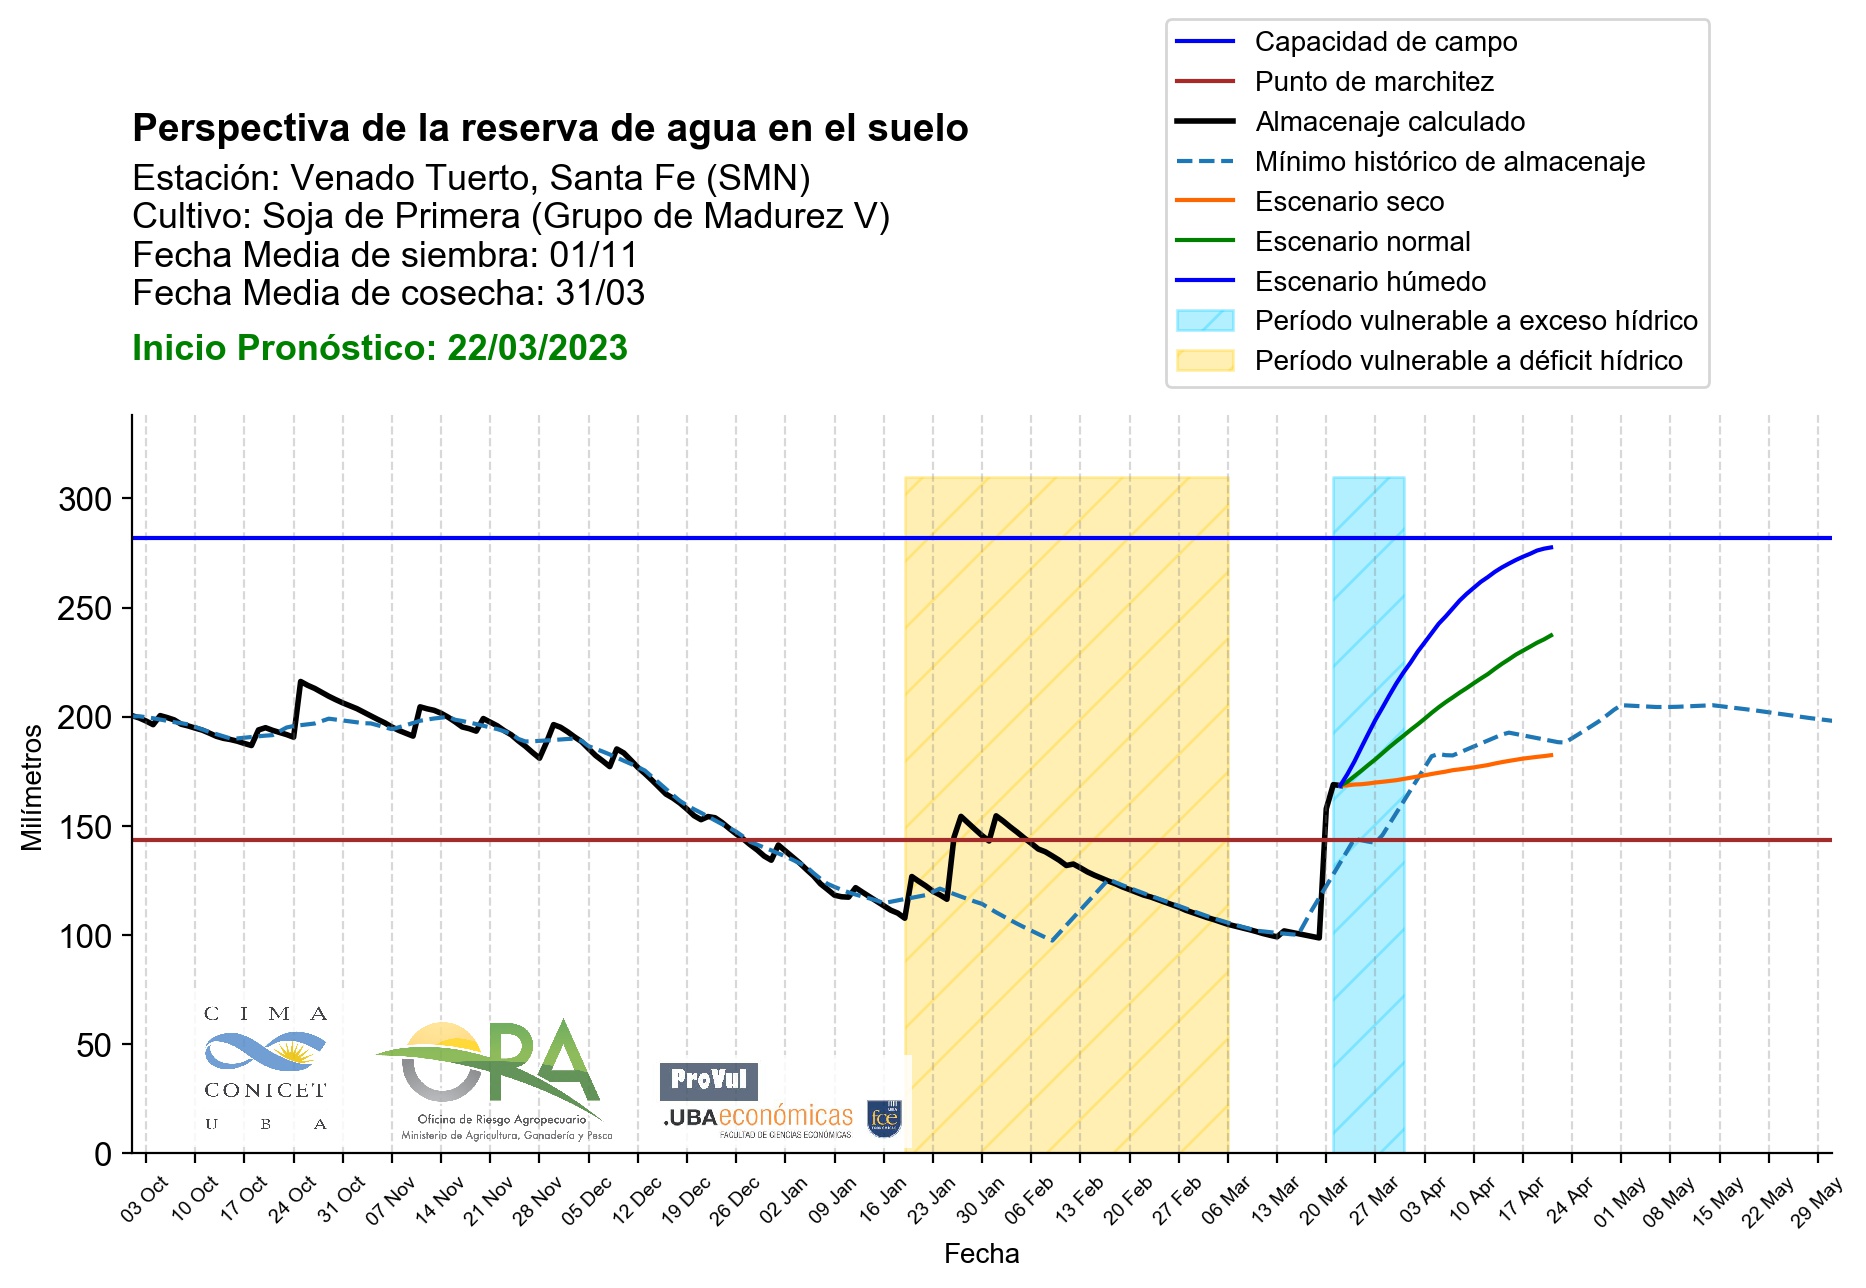 Capacidad de campo
Punto de marchitez
Almacenaje calculado
Mínimo histórico de almacenaje
Escenario seco
Escenario normal
Escenario húmedo
Período vulnerable a exceso hídrico
Período vulnerable a déficit hídrico
Perspectiva de la reserva de agua en el suelo
Estación: Venado Tuerto, Santa Fe (SMN)
Cultivo: Soja de Primera (Grupo de Madurez V)
Fecha Media de siembra: 01/11
Fecha Media de cosecha: 31/03
Inicio Pronóstico: 22/03/2023
Milímetros
300
250
200
150
100
50
0
CIMA
CONICET
UBA
ORA
Oficina de Riesgo Agropecuario
Ministerio de Agricultura, Ganadería y Pesca
ProVul
.UBAeconómicas
FACULTAD DE CIENCIAS ECONÓMICAS
fce
03 Oct
10 Oct
17 Oct
24 Oct
31 Oct
07 Nov
14 Nov
21 Nov
28 Nov
05 Dec
12 Dec
19 Dec
26 Dec
02 Jan
09 Jan
16 Jan
23 Jan
30 Jan
06 Feb
13 Feb
20 Feb
27 Feb
06 Mar
13 Mar
20 Mar
27 Mar
03 Apr
10 Apr
17 Apr
24 Apr
01 May
08 May
15 May
22 May
29 May
Fecha